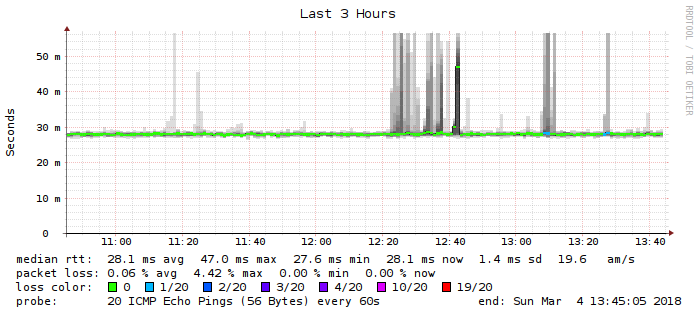 Last 3 Hours
RRDTOOL / TOBI OETIKER
Seconds
50 m
40 m
30 m
20 m
10 m
0
11:00 11:20 11:40 12:00 12:20 12:40 13:00 13:20 13:40
median rtt: 28.1 ms avg 47.0 ms max 27.6 ms min 28.1 ms now 1.4 ms sd 19.6 am/s
packet loss: 0.06 % avg 4.42 % max 0.00 % min 0.00 % now
loss color: 0 1/20 2/20 3/20 4/20 10/20 19/20
probe: 20 ICMP Echo Pings (56 Bytes) every 60s end: Sun Mar 4 13:45:05 2018